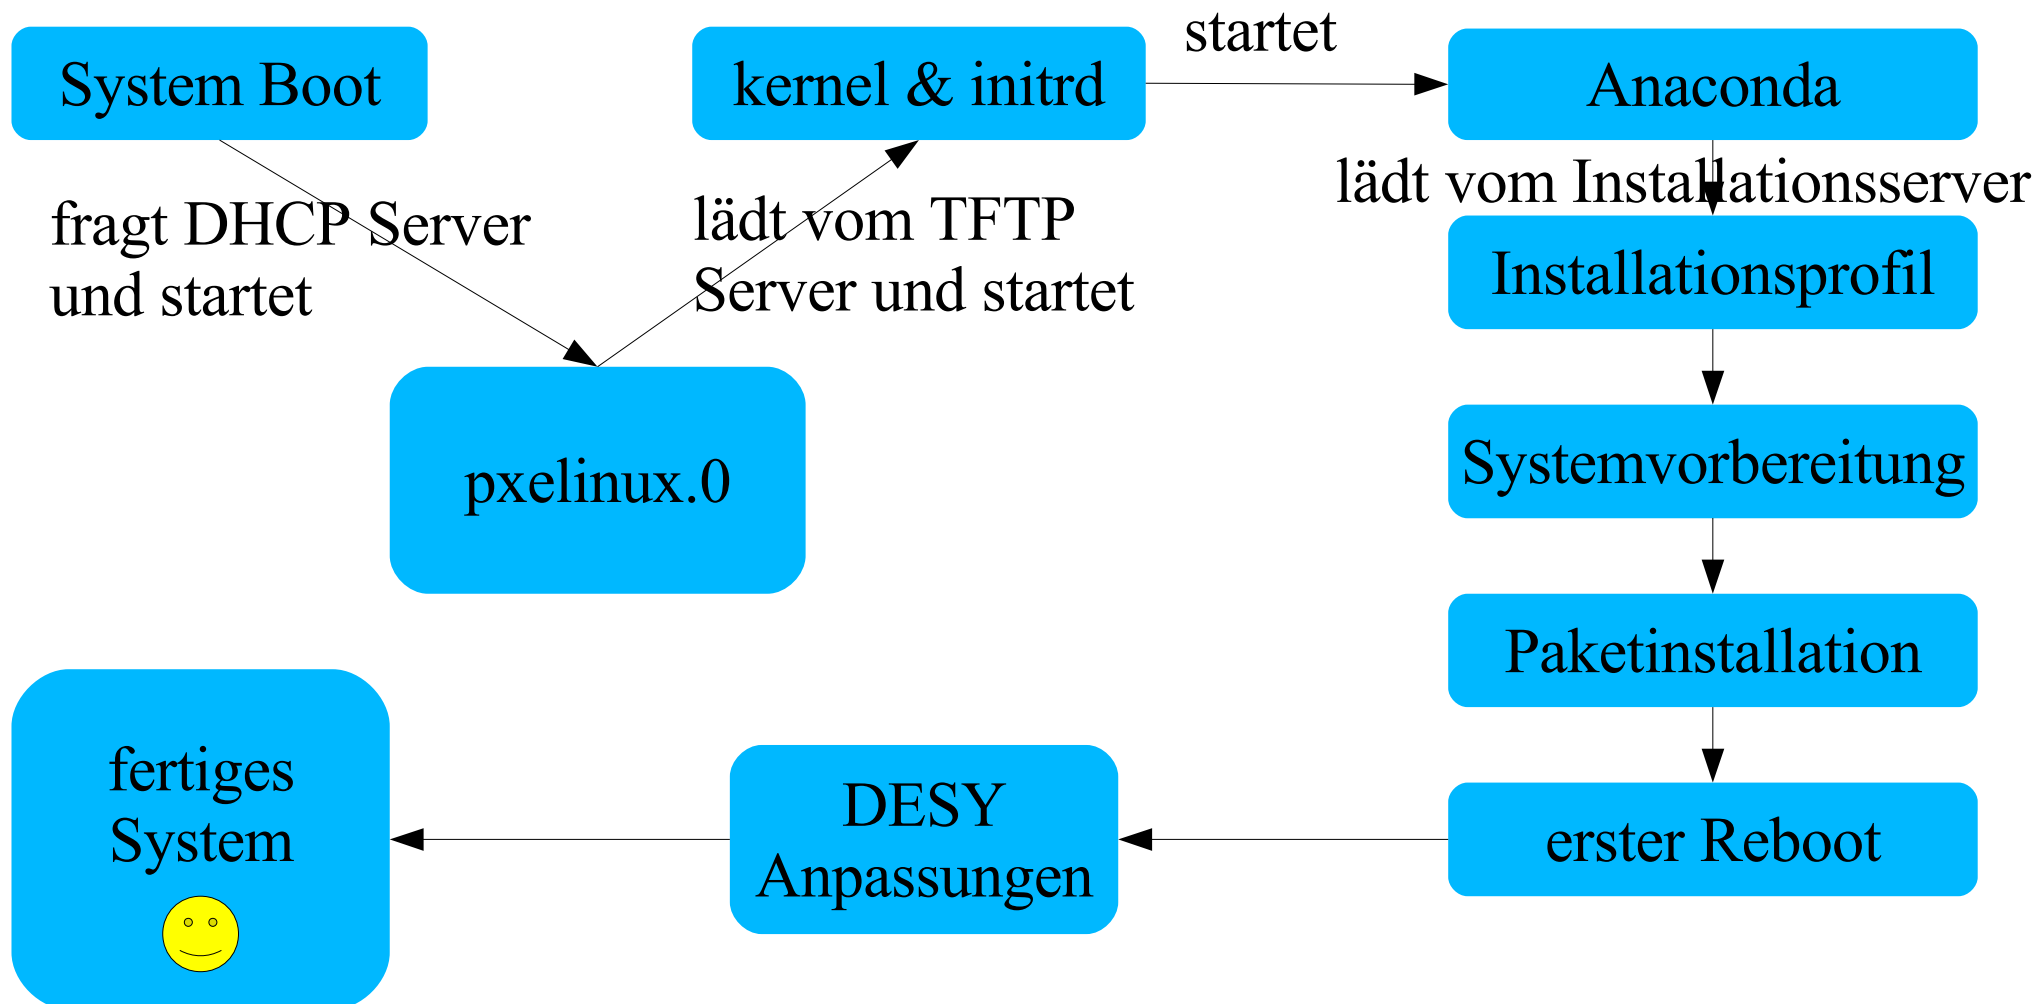 System Boot
kernel & initrd
startet
Anaconda
fragt DHCP Server
und startet
lädt vom TFTP
Server und startet
lädt vom Installationsserver
Installationsprofil
pxelinux.0
Systemvorbereitung
Paketinstallation
erster Reboot
DESY
Anpassungen
fertiges
System